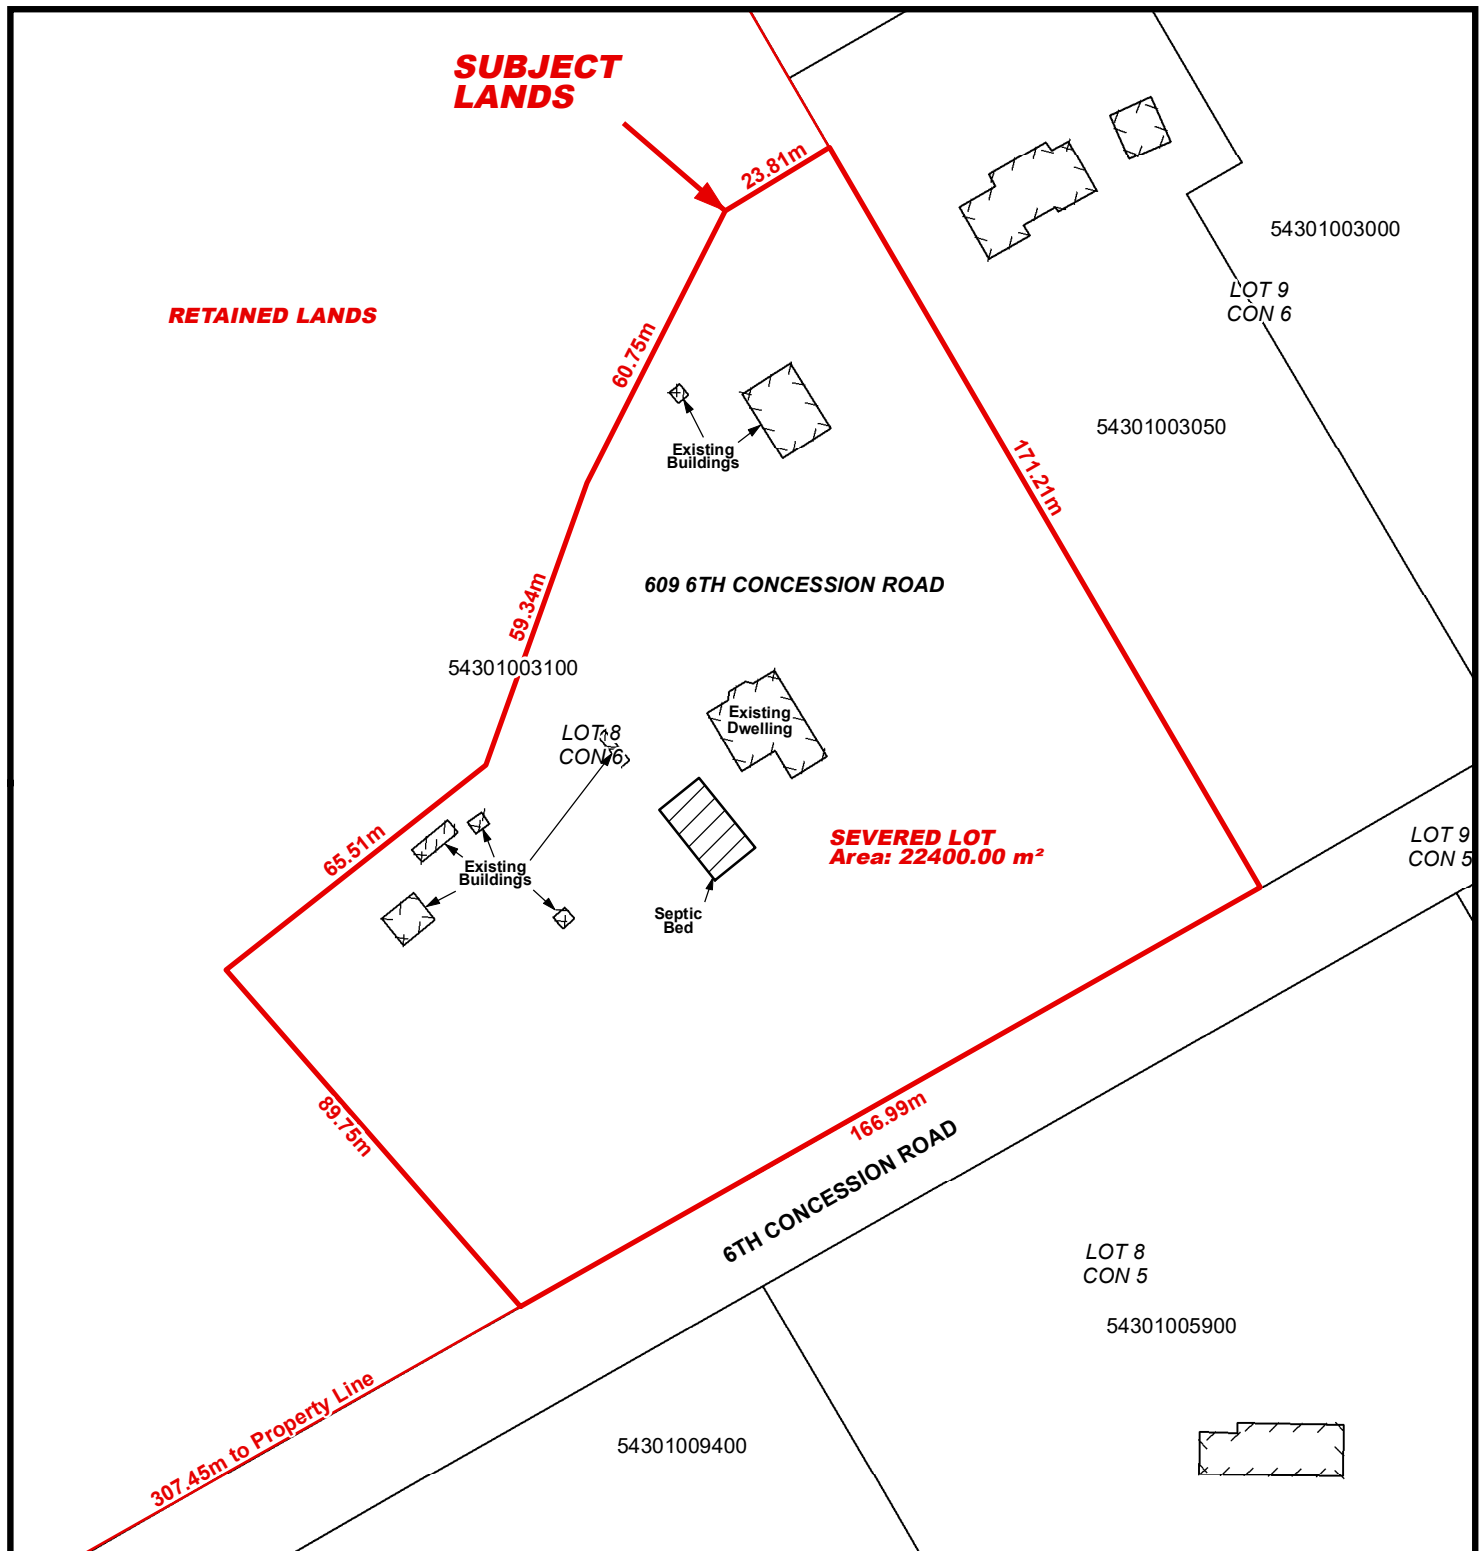 SUBJECT
LANDS
23.81m
54301003000
LOT 9
CON 6
RETAINED LANDS
60.75m
54301003050
Existing
Buildings
171.21m
609 6TH CONCESSION ROAD
59.34m
54301003100
LOT 8
CON 6
Existing
Dwelling
SEVERED LOT
Area: 22400.00 m²
LOT 9
CON 5
65.51m
Existing
Buildings
Septic
Bed
89.75m
166.99m
6TH CONCESSION ROAD
LOT 8
CON 5
54301005900
307.45m to Property Line
54301009400